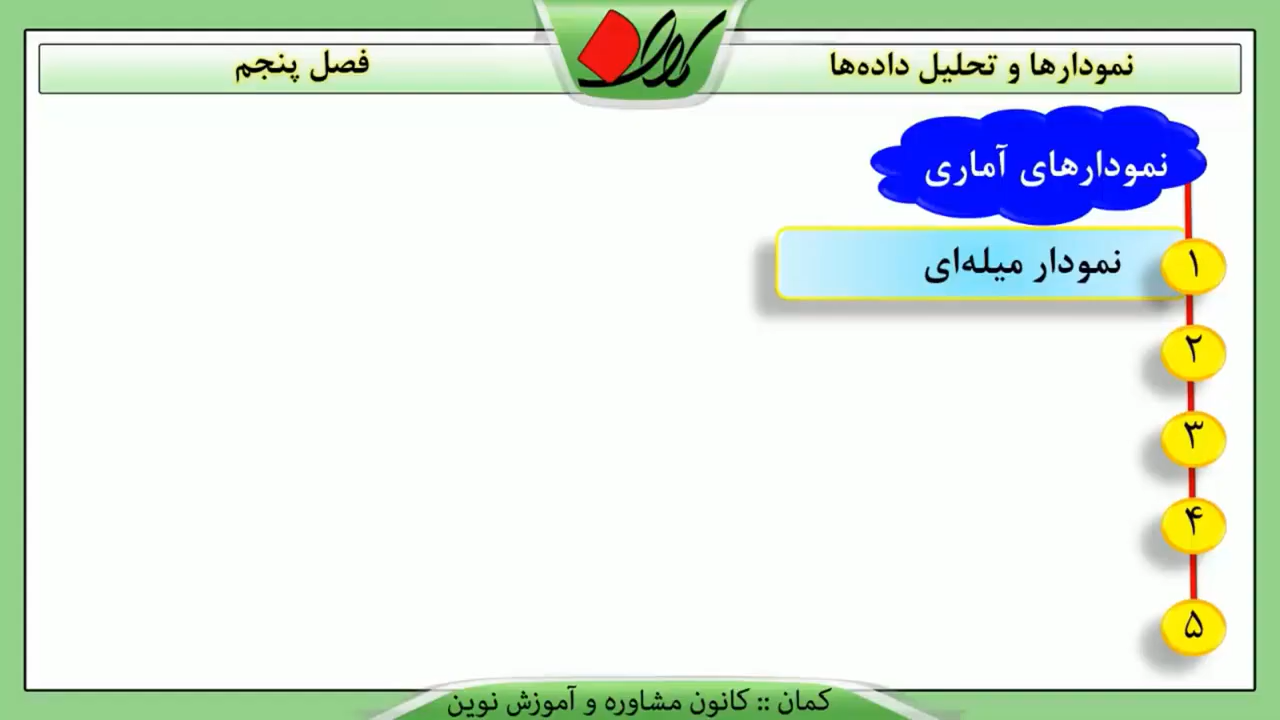 نمودارها و تحلیل داده‌ها
کمان
فصل پنجم
نمودارهای آماری
۱ نمودار میله‌ای
۲
۳
۴
۵
کمان :: کانون مشاوره و آموزش نوین